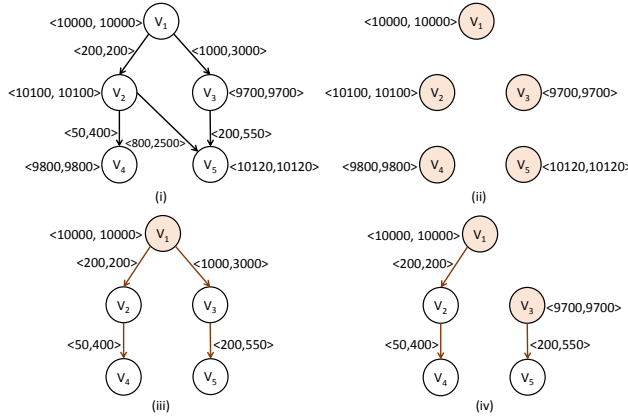 <10000, 10000> V1
<200,200> <1000,3000>
<10100, 10100> V2 V3 <9700,9700>
<50,400> <800,2500> <200,550>
<9800,9800> V4 V5 <10120,10120>
(i)
<10000, 10000> V1
<10100, 10100> V2 V3 <9700,9700>
<9800,9800> V4 V5 <10120,10120>
(ii)
<10000, 10000> V1
<200,200> <1000,3000>
V2 V3
<50,400> <200,550>
V4 V5
(iii)
<10000, 10000> V1
<200,200>
V2 V3 <9700,9700>
<50,400> <200,550>
V4 V5
(iv)